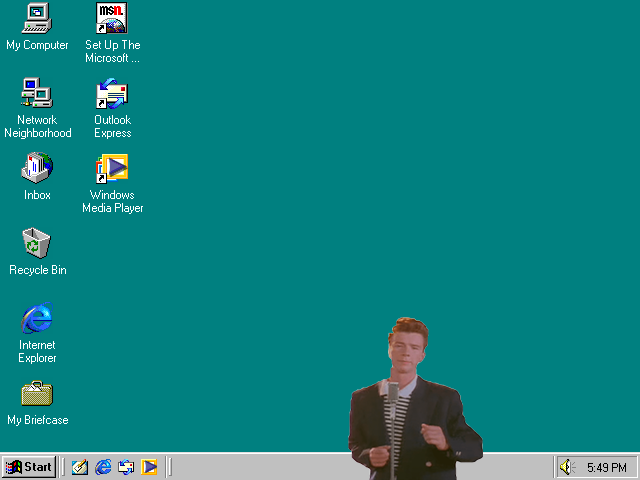 My Computer
msn.
Set Up The
Microsoft ...
Network
Neighborhood
Outlook
Express
Inbox
Windows
Media Player
Recycle Bin
Internet
Explorer
My Briefcase
Start
5:49 PM